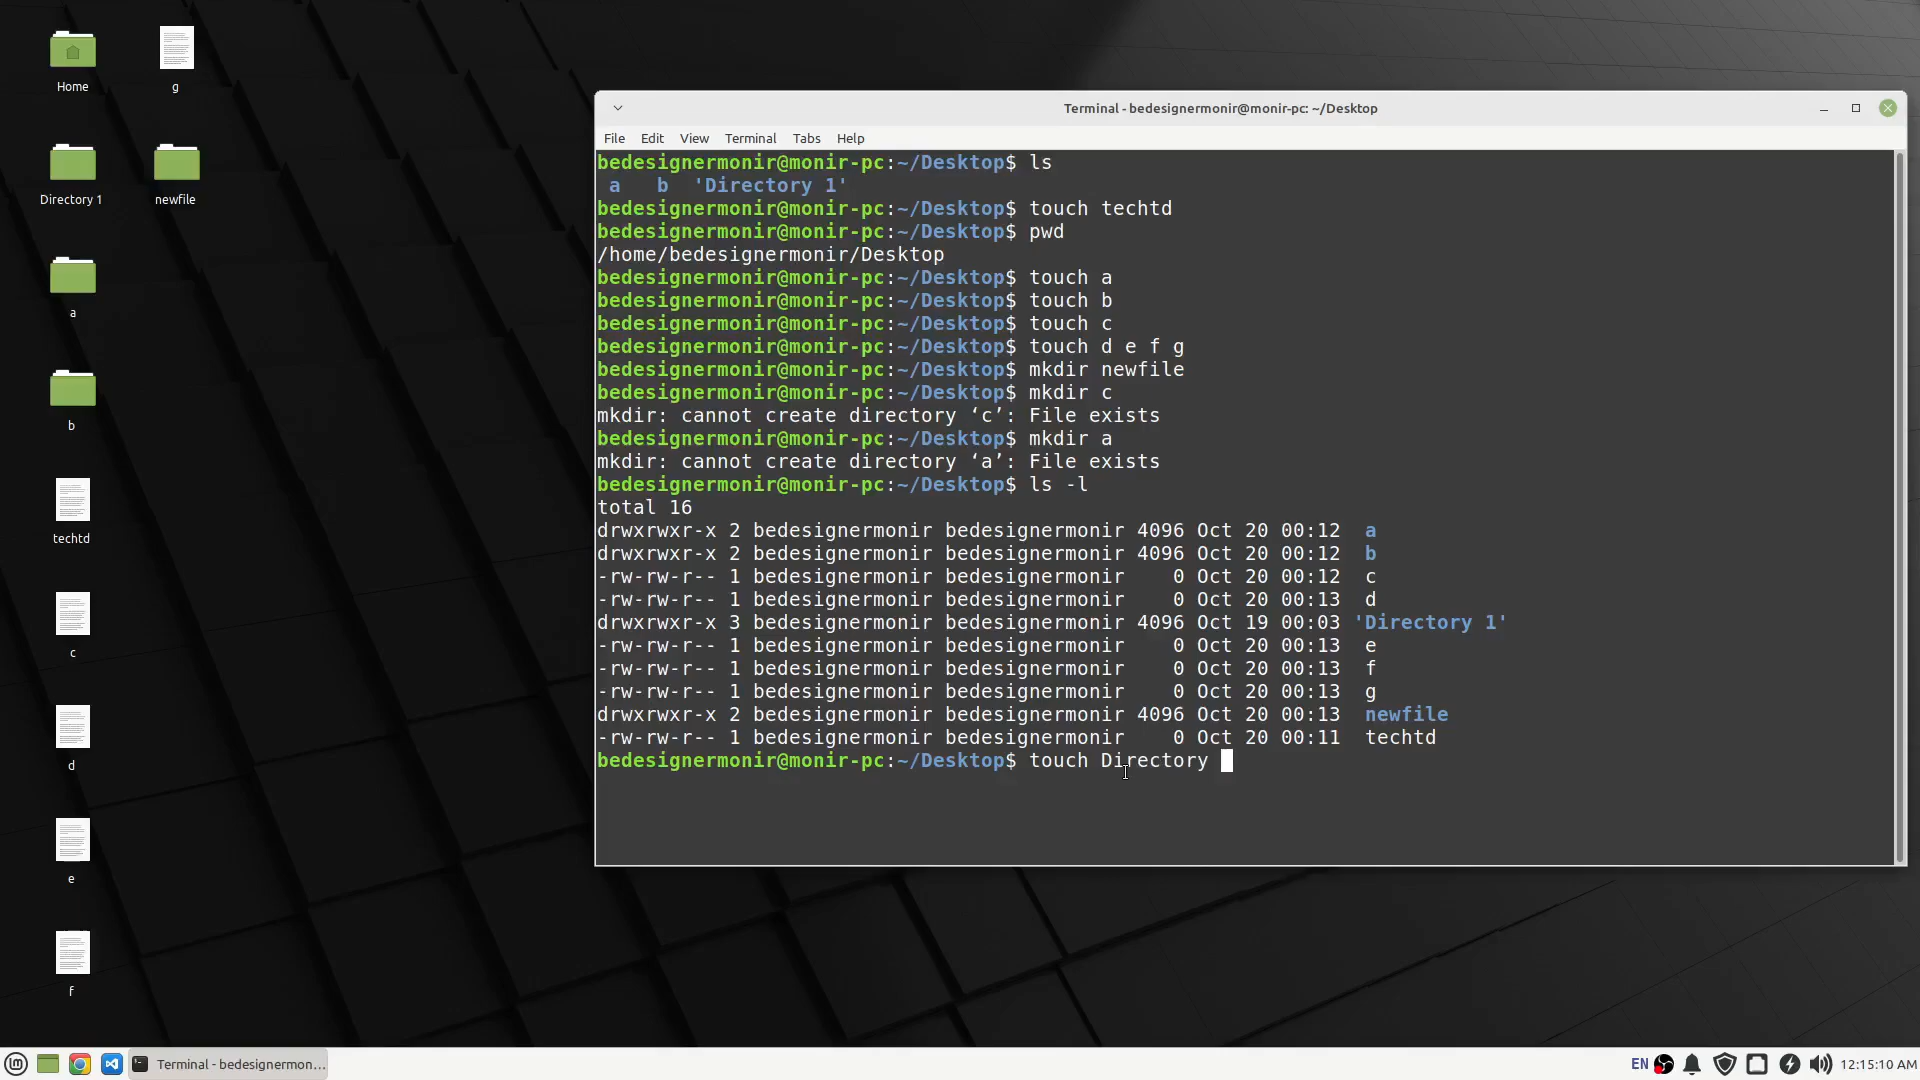 Home
g
Directory 1
newfile
a
b
techtd
c
d
e
f
Terminal - bedesignermonir@monir-pc: ~/Desktop
File Edit View Terminal Tabs Help
bedesignermonir@monir-pc:~/Desktop$ ls
a b 'Directory 1'
bedesignermonir@monir-pc:~/Desktop$ touch techtd
bedesignermonir@monir-pc:~/Desktop$ pwd
/home/bedesignermonir/Desktop
bedesignermonir@monir-pc:~/Desktop$ touch a
bedesignermonir@monir-pc:~/Desktop$ touch b
bedesignermonir@monir-pc:~/Desktop$ touch c
bedesignermonir@monir-pc:~/Desktop$ touch d e f g
bedesignermonir@monir-pc:~/Desktop$ mkdir newfile
bedesignermonir@monir-pc:~/Desktop$ mkdir c
mkdir: cannot create directory ‘c’: File exists
bedesignermonir@monir-pc:~/Desktop$ mkdir a
mkdir: cannot create directory ‘a’: File exists
bedesignermonir@monir-pc:~/Desktop$ ls -l
total 16
drwxrwxr-x 2 bedesignermonir bedesignermonir 4096 Oct 20 00:12 a
drwxrwxr-x 2 bedesignermonir bedesignermonir 4096 Oct 20 00:12 b
-rw-rw-r-- 1 bedesignermonir bedesignermonir 0 Oct 20 00:12 c
-rw-rw-r-- 1 bedesignermonir bedesignermonir 0 Oct 20 00:13 d
drwxrwxr-x 3 bedesignermonir bedesignermonir 4096 Oct 19 00:03 'Directory 1'
-rw-rw-r-- 1 bedesignermonir bedesignermonir 0 Oct 20 00:13 e
-rw-rw-r-- 1 bedesignermonir bedesignermonir 0 Oct 20 00:13 f
-rw-rw-r-- 1 bedesignermonir bedesignermonir 0 Oct 20 00:13 g
drwxrwxr-x 2 bedesignermonir bedesignermonir 4096 Oct 20 00:13 newfile
-rw-rw-r-- 1 bedesignermonir bedesignermonir 0 Oct 20 00:11 techtd
bedesignermonir@monir-pc:~/Desktop$ touch Directory
Terminal - bedesignermon...
EN
12:15:10 AM